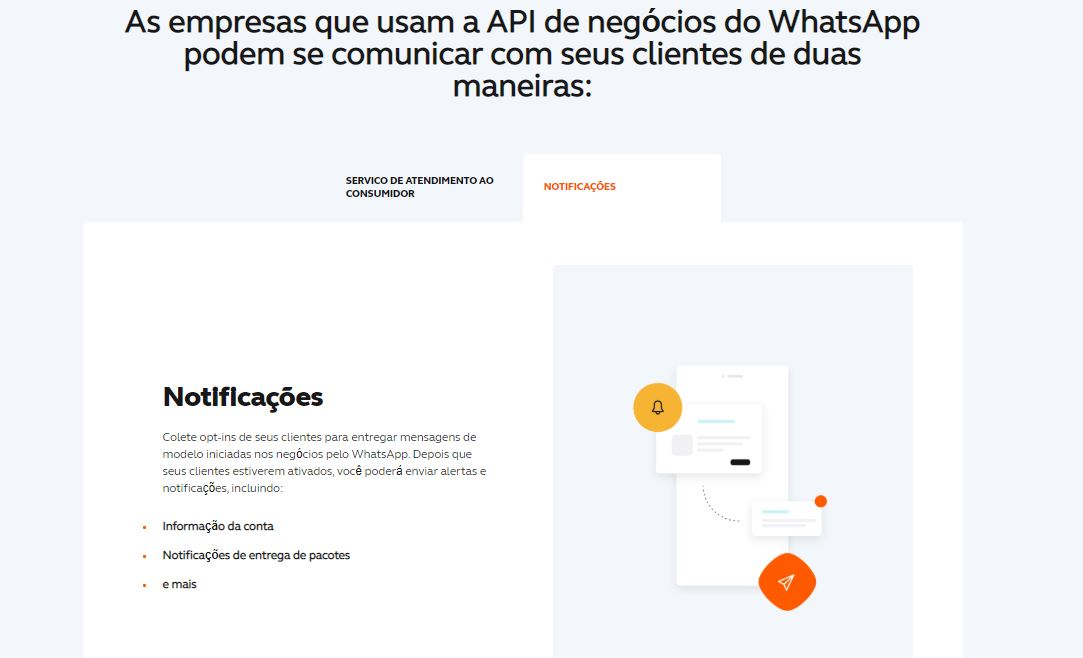 As empresas que usam a API de negócios do WhatsApp
podem se comunicar com seus clientes de duas
maneiras:
SERVICO DE ATENDIMENTO AO
CONSUMIDOR
NOTIFICAÇÕES
Notificações
Colete opt-ins de seus clientes para entregar mensagens de
modelo iniciadas nos negócios pelo WhatsApp. Depois que
seus clientes estiverem ativados, você poderá enviar alertas e
notificações, incluindo:
Informação da conta
Notificações de entrega de pacotes
e mais